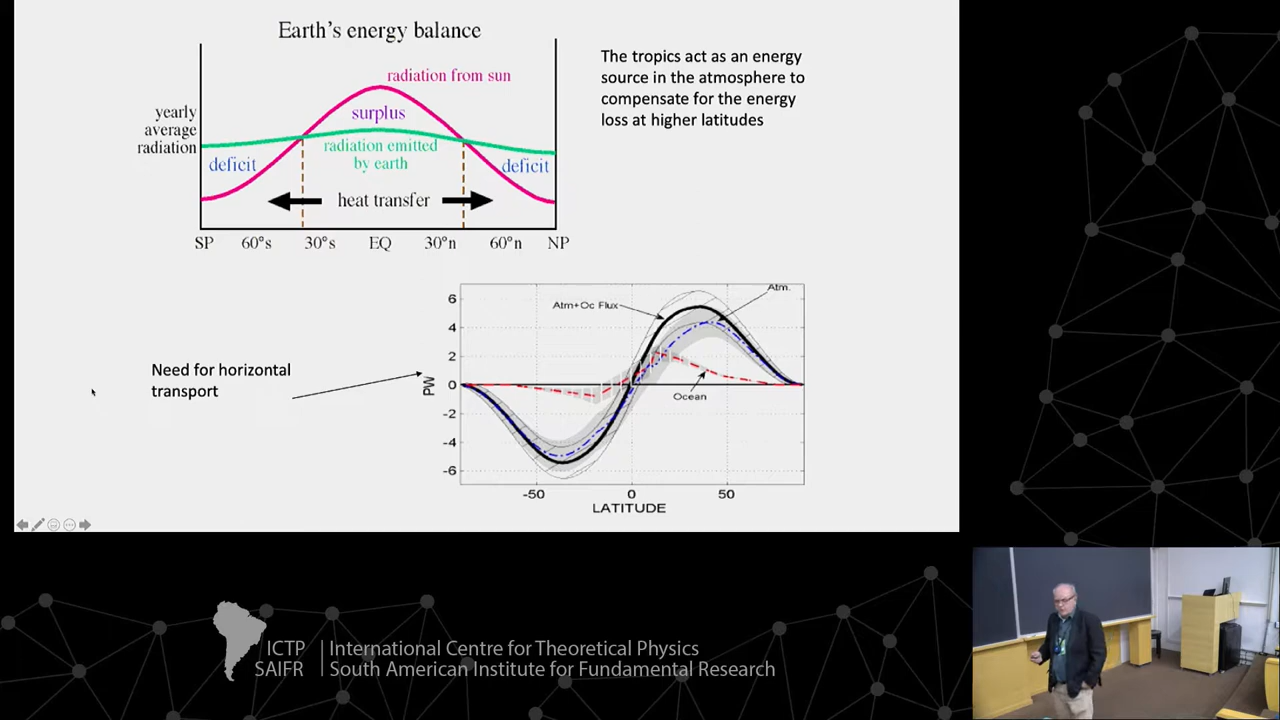 Earth's energy balance
radiation from sun
surplus
yearly
average
radiation
radiation emitted
by earth
deficit
deficit
heat transfer
SP 60°s 30°s EQ 30°n 60°n NP
The tropics act as an energy
source in the atmosphere to
compensate for the energy
loss at higher latitudes
Need for horizontal
transport
Atm+Oc Flux
Atm.
Ocean
PW
6
4
2
0
-2
-4
-6
-50 0 50
LATITUDE
ICTP
SAIFR
International Centre for Theoretical Physics
South American Institute for Fundamental Research